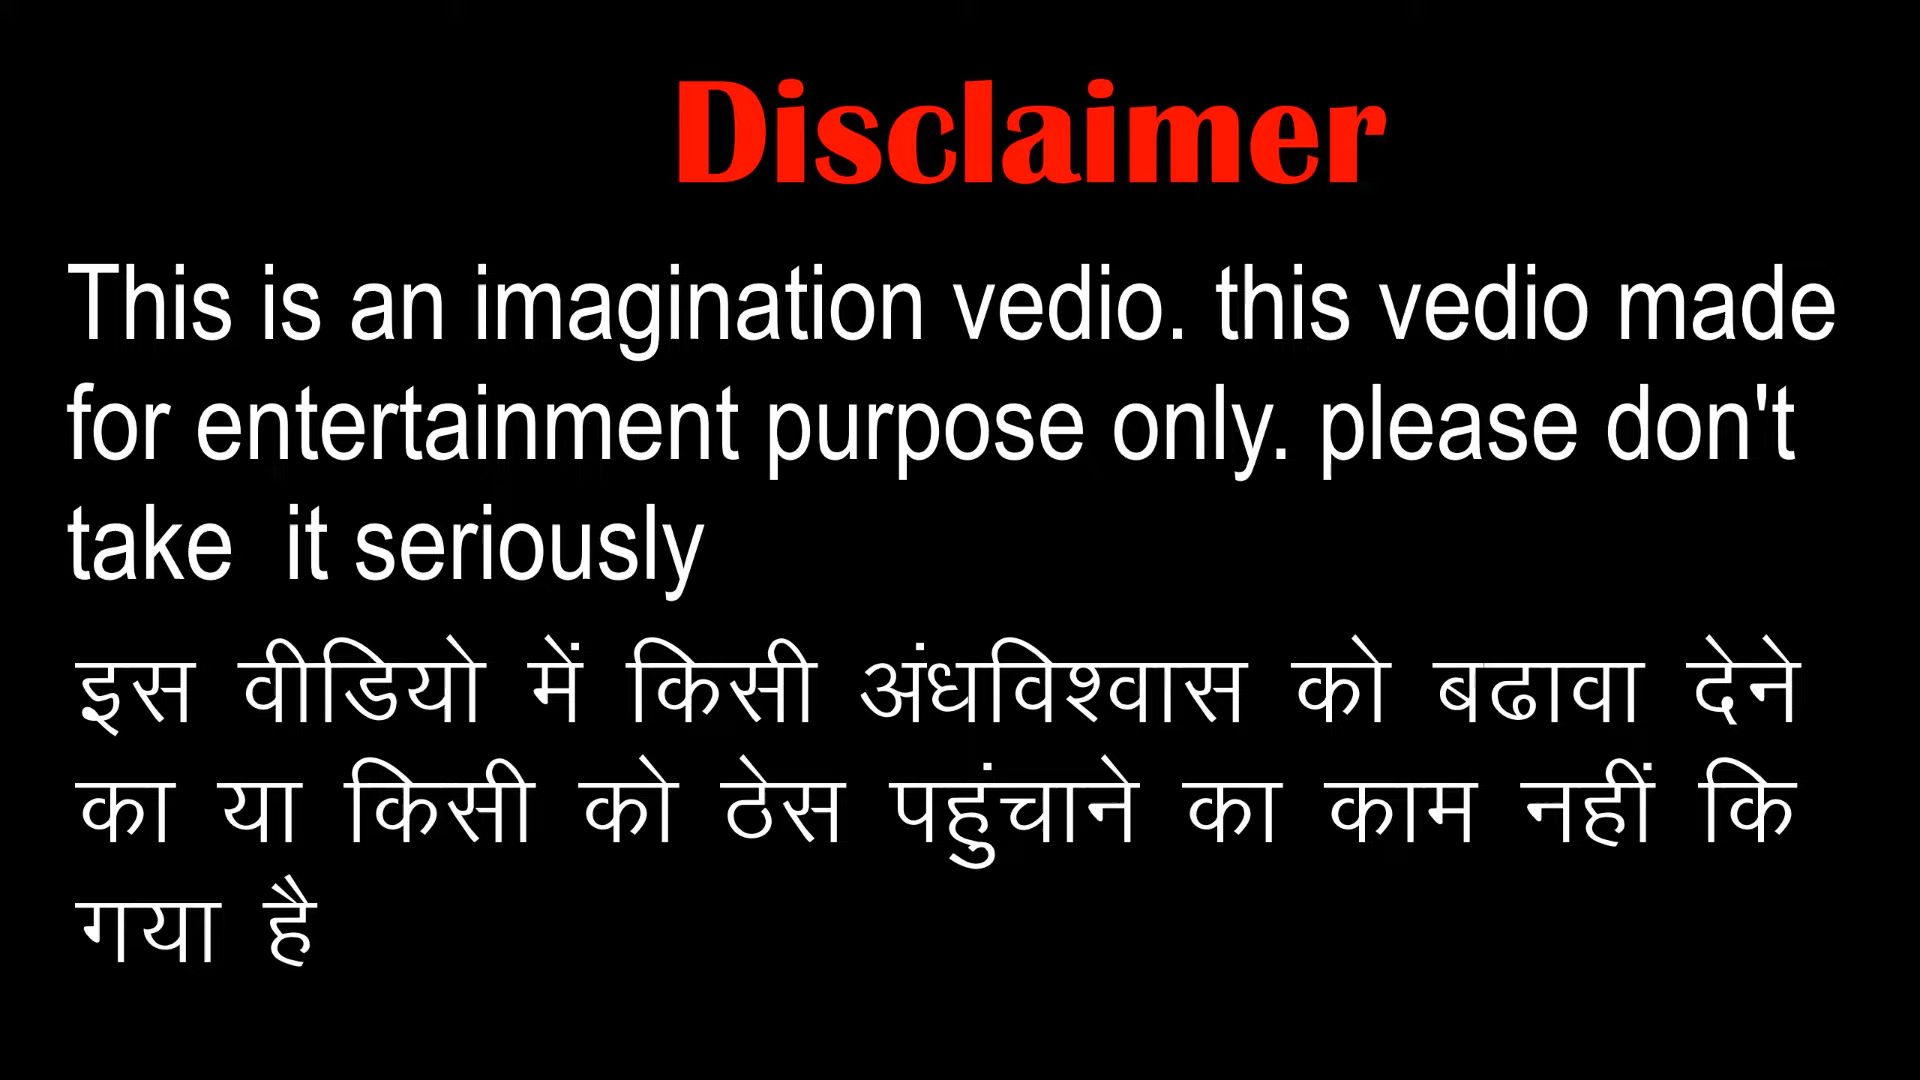 Disclaimer
This is an imagination vedio. this vedio made
for entertainment purpose only. please don't
take  it seriously
इस वीडियो में किसी अंधविश्वास को बढावा देने
का या किसी को ठेस पहुंचाने का काम नहीं कि
गया है